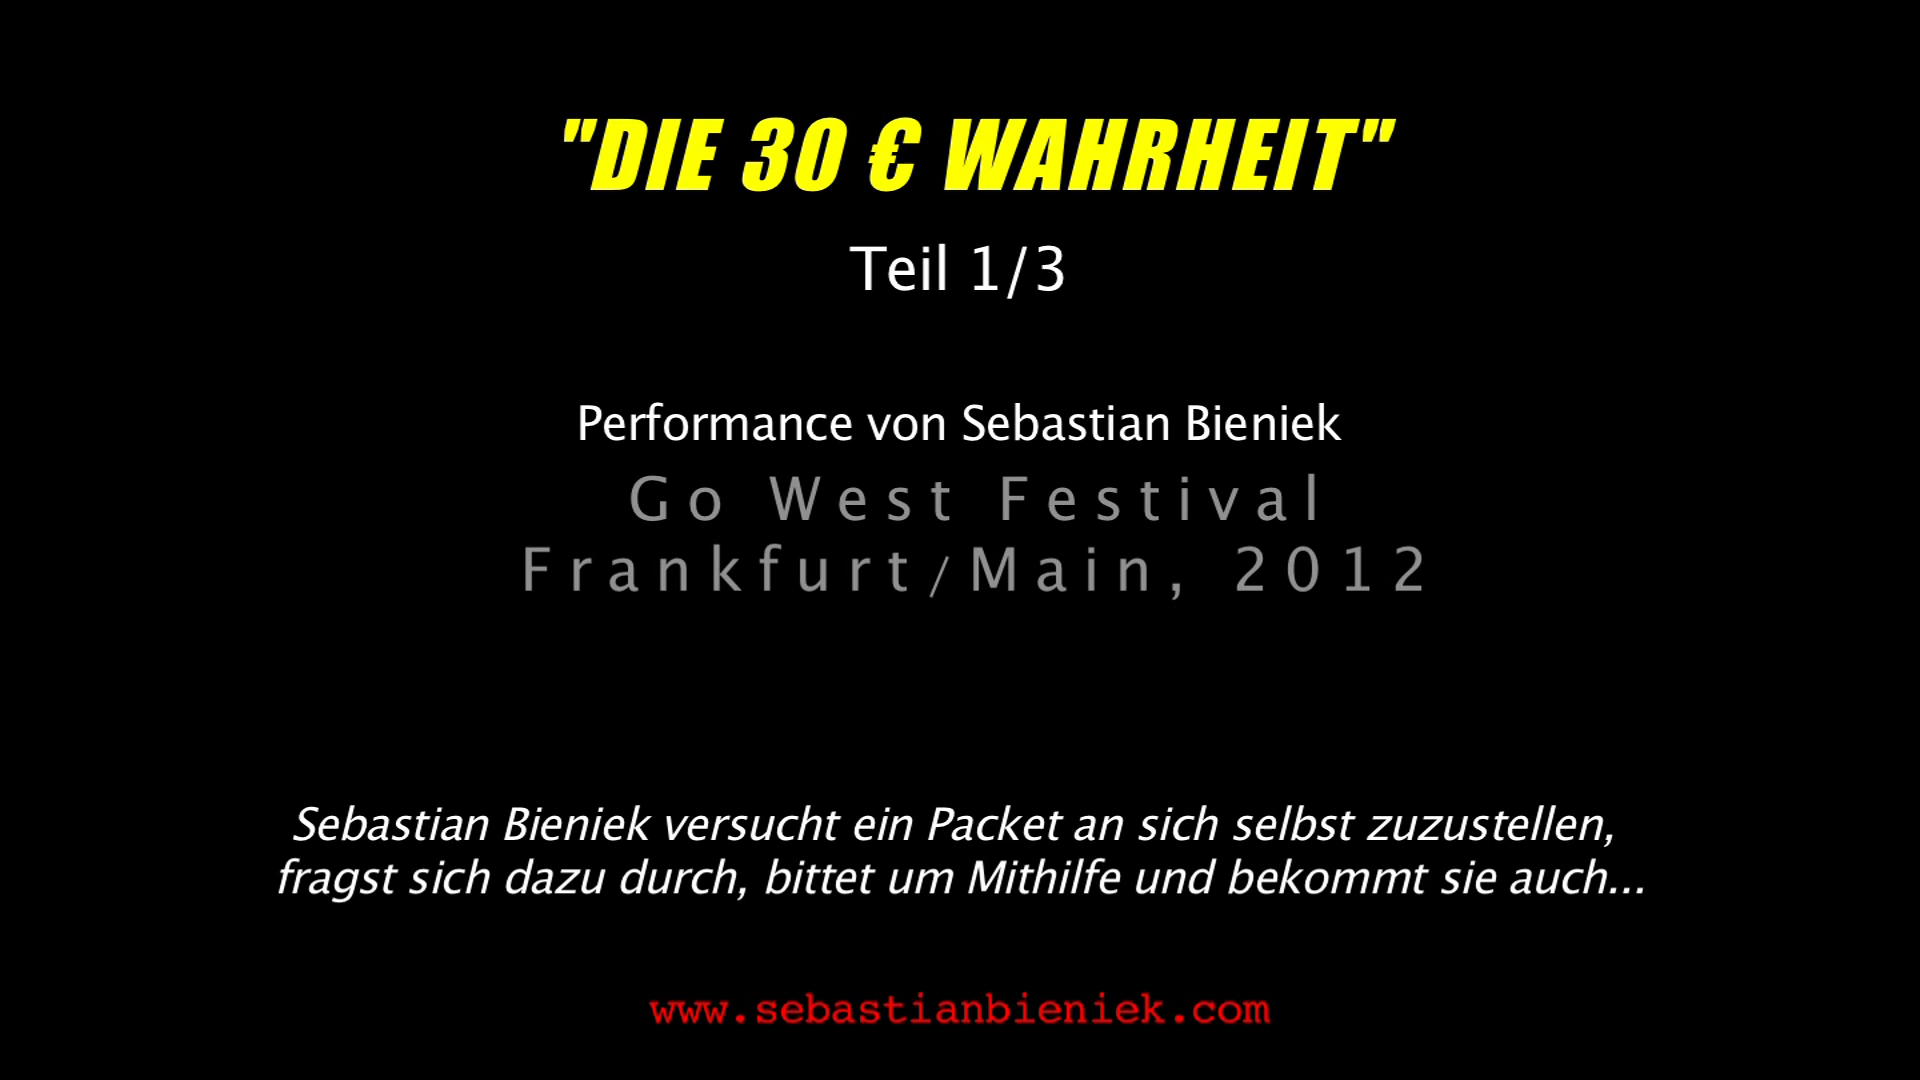 "DIE 30 € WAHRHEIT"
Teil 1/3
Performance von Sebastian Bieniek
Go West Festival
Frankfurt/Main, 2012
Sebastian Bieniek versucht ein Packet an sich selbst zuzustellen,
fragst sich dazu durch, bittet um Mithilfe und bekommt sie auch...
www.sebastianbieniek.com